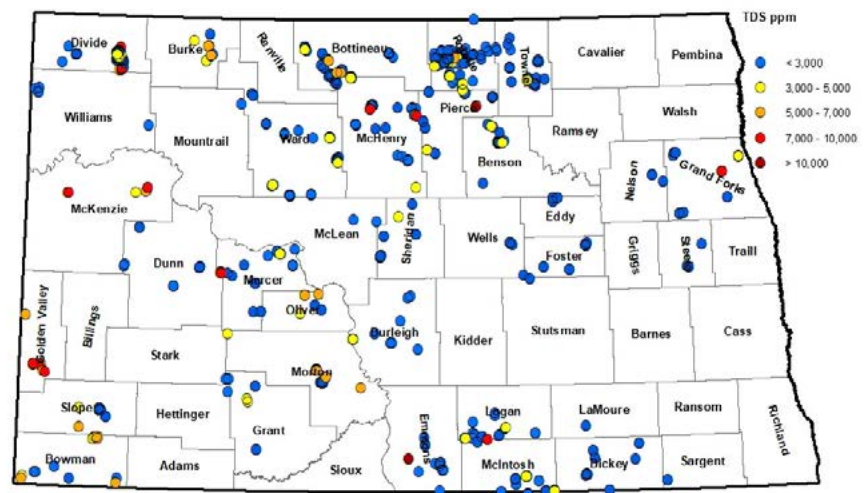 TDS ppm
< 3,000
3,000 - 5,000
5,000 - 7,000
7,000 - 10,000
> 10,000
Divide
Burke
Renville
Bottineau
Towner
Cavalier
Pembina
Williams
Mountrail
Ward
McHenry
Pierce
Benson
Ramsey
Walsh
Nelson
Grand Forks
McKenzie
McLean
Sheridan
Wells
Eddy
Foster
Griggs
Steele
Traill
Dunn
Mercer
Oliver
Golden Valley
Billings
Stark
Morton
Burleigh
Kidder
Stutsman
Barnes
Cass
Slope
Hettinger
Grant
Emmons
Logan
LaMoure
Ransom
Richland
Bowman
Adams
Sioux
McIntosh
Dickey
Sargent